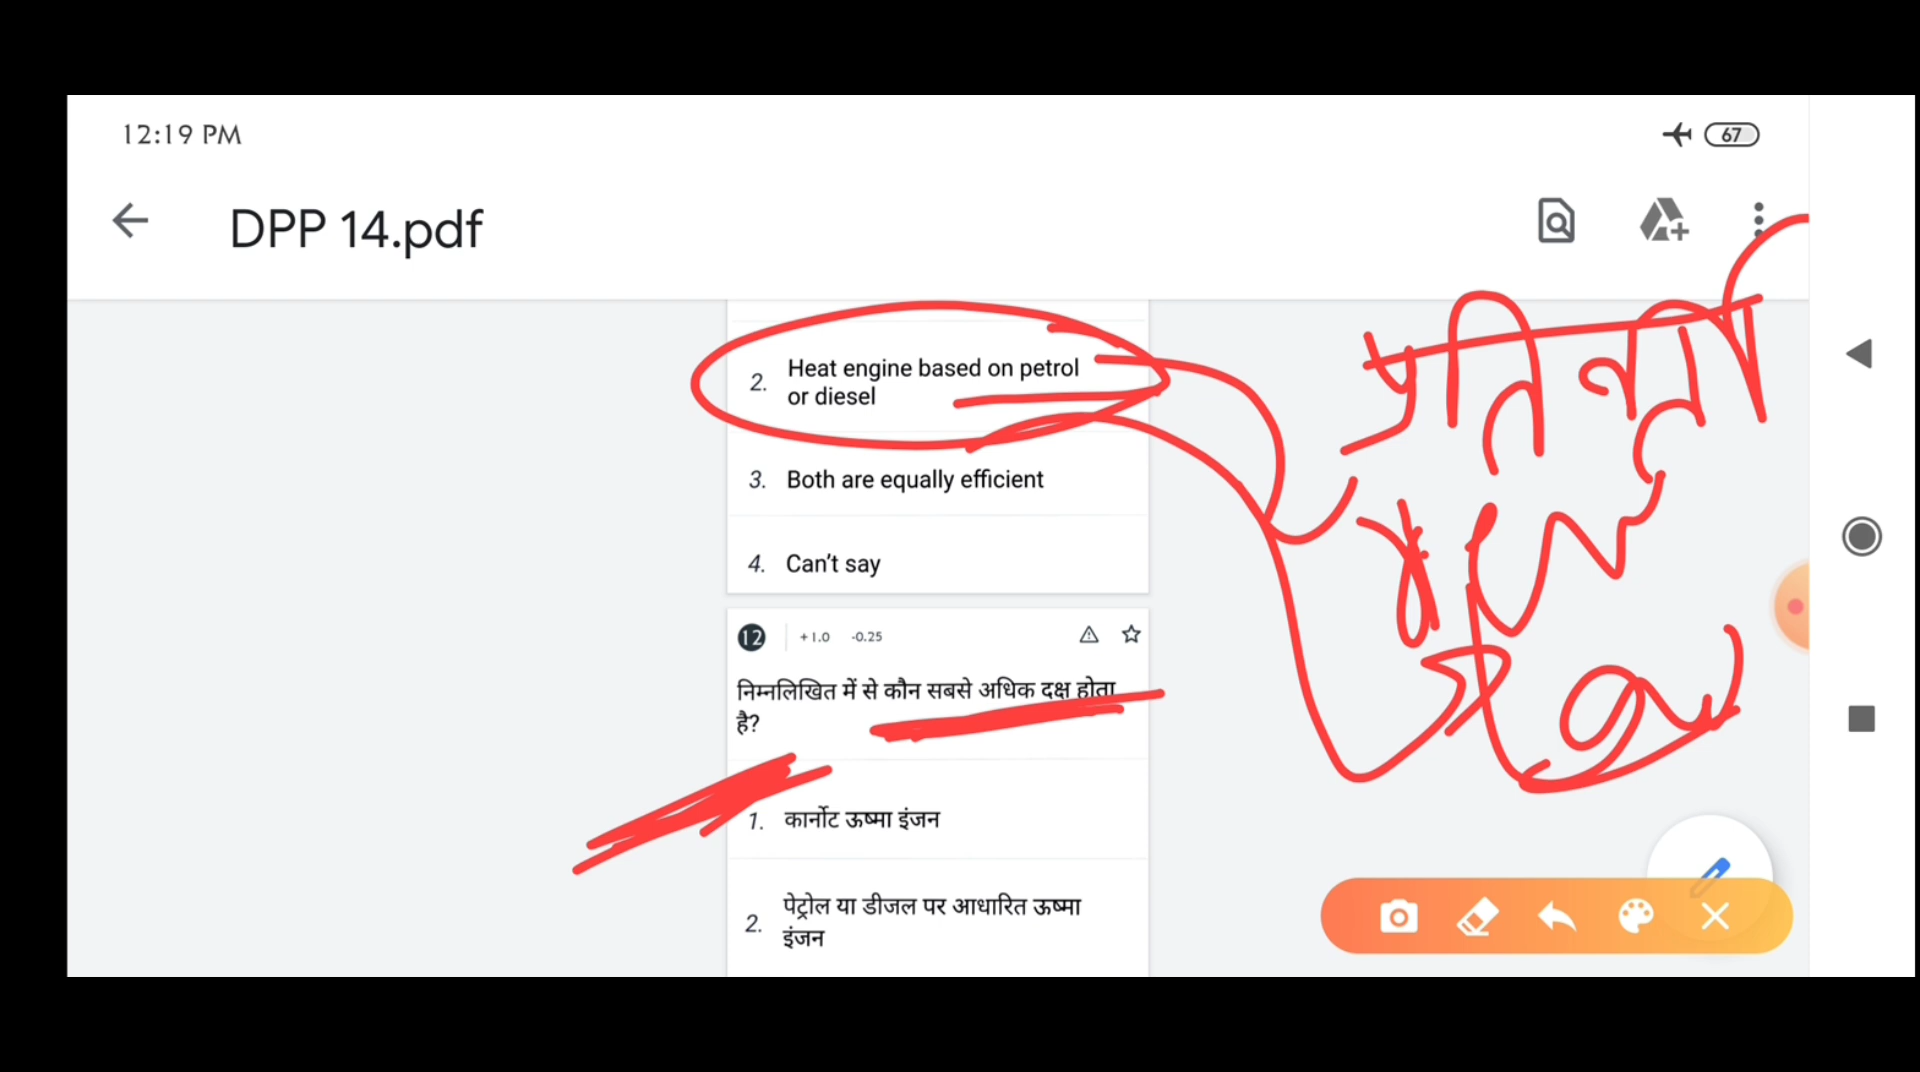 12:19 PM
67
DPP 14.pdf
2. Heat engine based on petrol
or diesel
3. Both are equally efficient
4. Can't say
12 +1.0 -0.25
निम्नलिखित में से कौन सबसे अधिक दक्ष होता
है?
1. कार्नोट ऊष्मा इंजन
2. पेट्रोल या डीजल पर आधारित ऊष्मा
इंजन